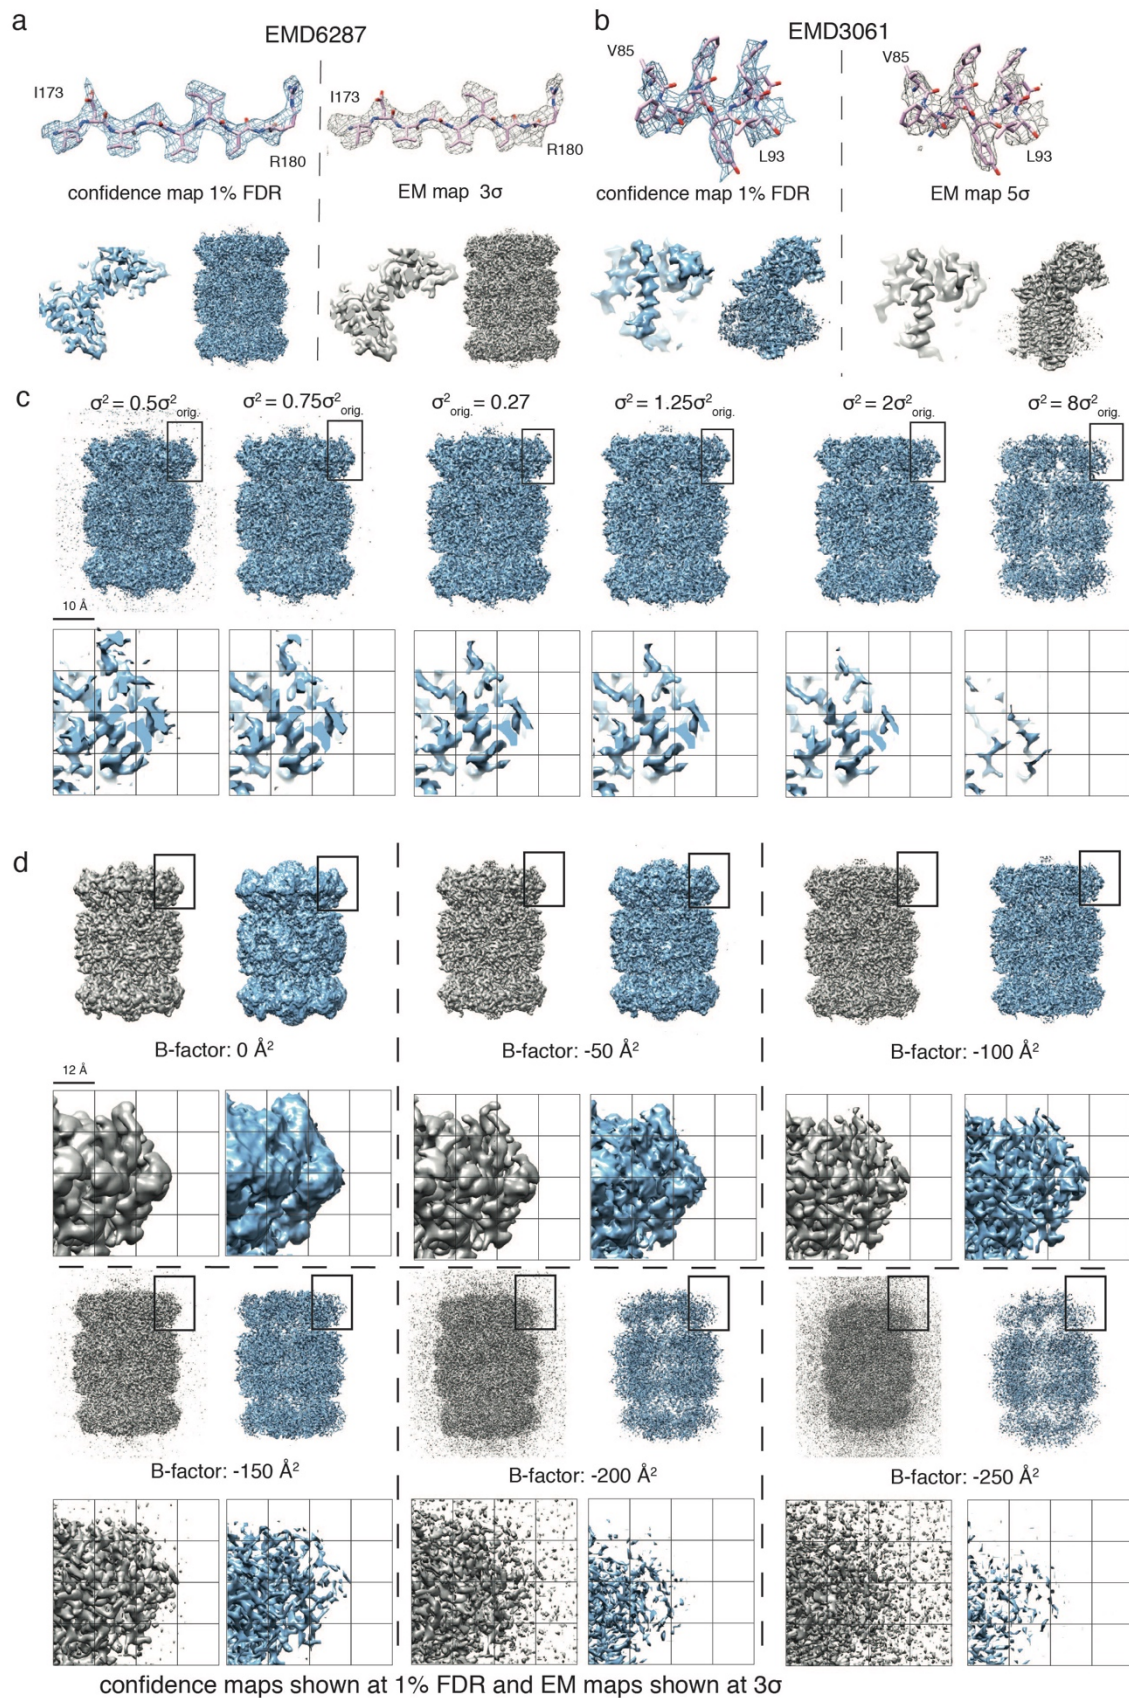 a
EMD6287
I173
R180
I173
R180
confidence map 1% FDR
EM map 3σ
b
EMD3061
V85
L93
V85
L93
confidence map 1% FDR
EM map 5σ
c
σ² = 0.5σ²orig.
σ² = 0.75σ²orig.
σ²orig. = 0.27
σ² = 1.25σ²orig.
σ² = 2σ²orig.
σ² = 8σ²orig.
10 Å
d
B-factor: 0 Å²
B-factor: -50 Å²
B-factor: -100 Å²
12 Å
B-factor: -150 Å²
B-factor: -200 Å²
B-factor: -250 Å²
confidence maps shown at 1% FDR and EM maps shown at 3σ